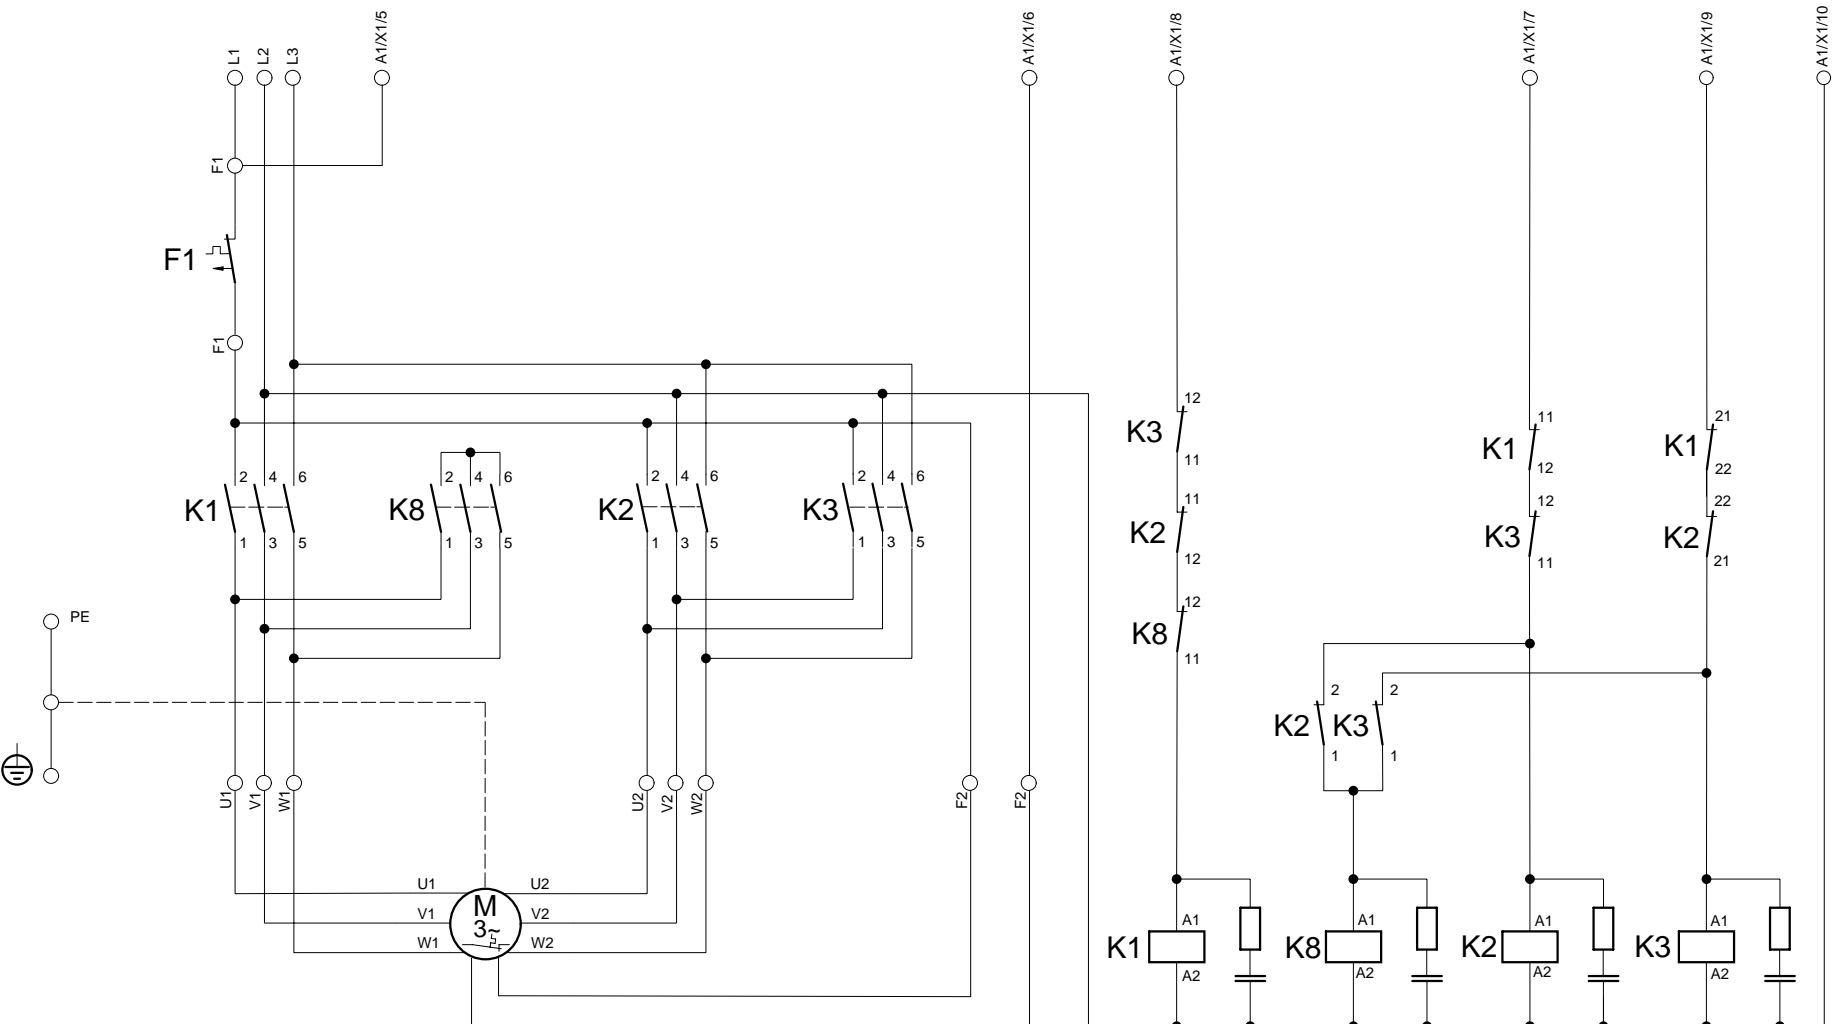 L1
L2
L3
A1/X1/5
A1/X1/6
A1/X1/8
A1/X1/7
A1/X1/9
A1/X1/10
F1
F1
F1
12
K3
11
11
K1
12
21
K1
22
K1
2
4
6
1
3
5
K8
2
4
6
1
3
5
K2
2
4
6
1
3
5
K3
2
4
6
1
3
5
11
K2
12
12
K3
11
22
K2
21
12
K8
11
PE
2
2
K2
K3
1
1
U1
V1
W1
U2
V2
W2
F2
F2
U1
U2
V1
V2
W1
W2
M
3~
A1
K1
A2
A1
K8
A2
A1
K2
A2
A1
K3
A2